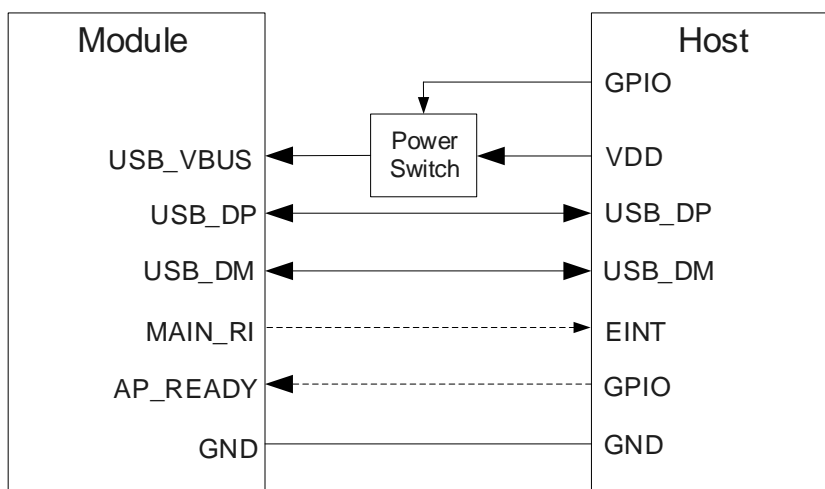 Module
Host
GPIO
Power
Switch
USB_VBUS
VDD
USB_DP
USB_DP
USB_DM
USB_DM
MAIN_RI
EINT
AP_READY
GPIO
GND
GND